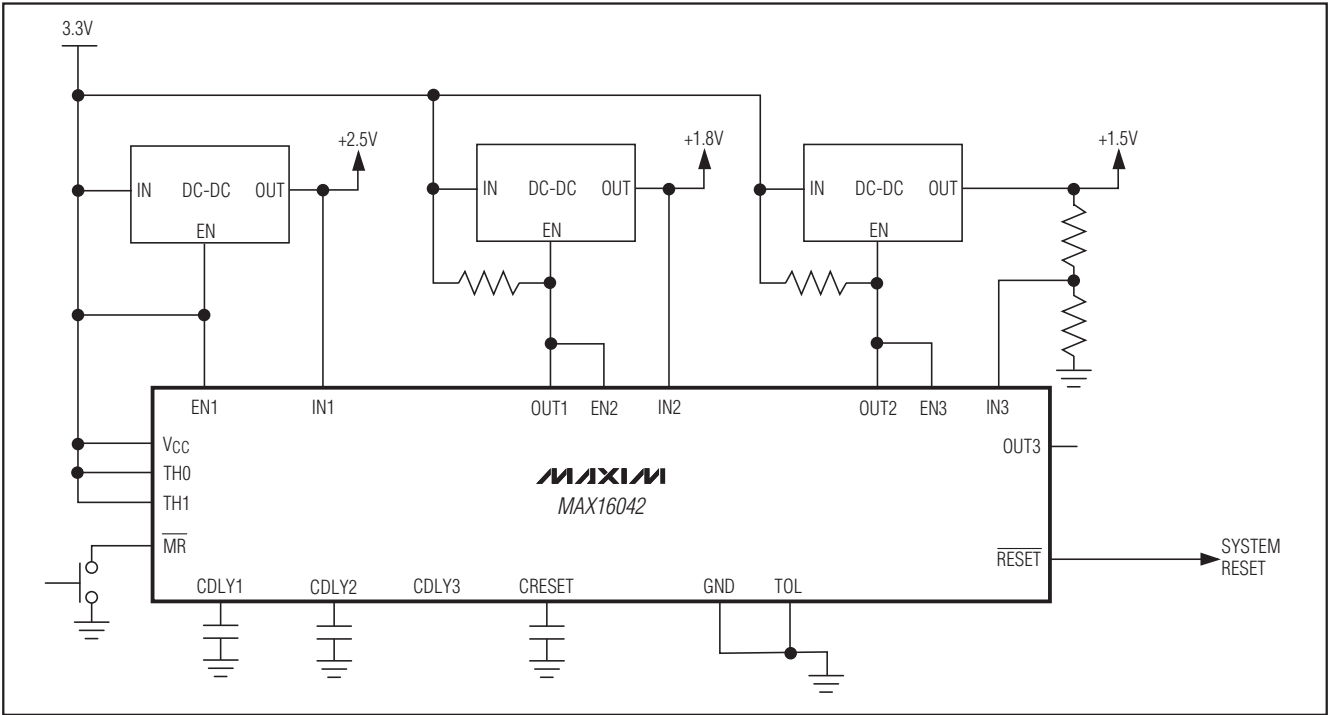 3.3V
+2.5V
+1.8V
+1.5V
IN DC-DC OUT
EN
IN DC-DC OUT
EN
IN DC-DC OUT
EN
EN1 IN1 OUT1 EN2 IN2 OUT2 EN3 IN3
VCC
TH0
TH1
MR
OUT3
MAXIM
MAX16042
RESET
SYSTEM
RESET
CDLY1 CDLY2 CDLY3 CRESET GND TOL